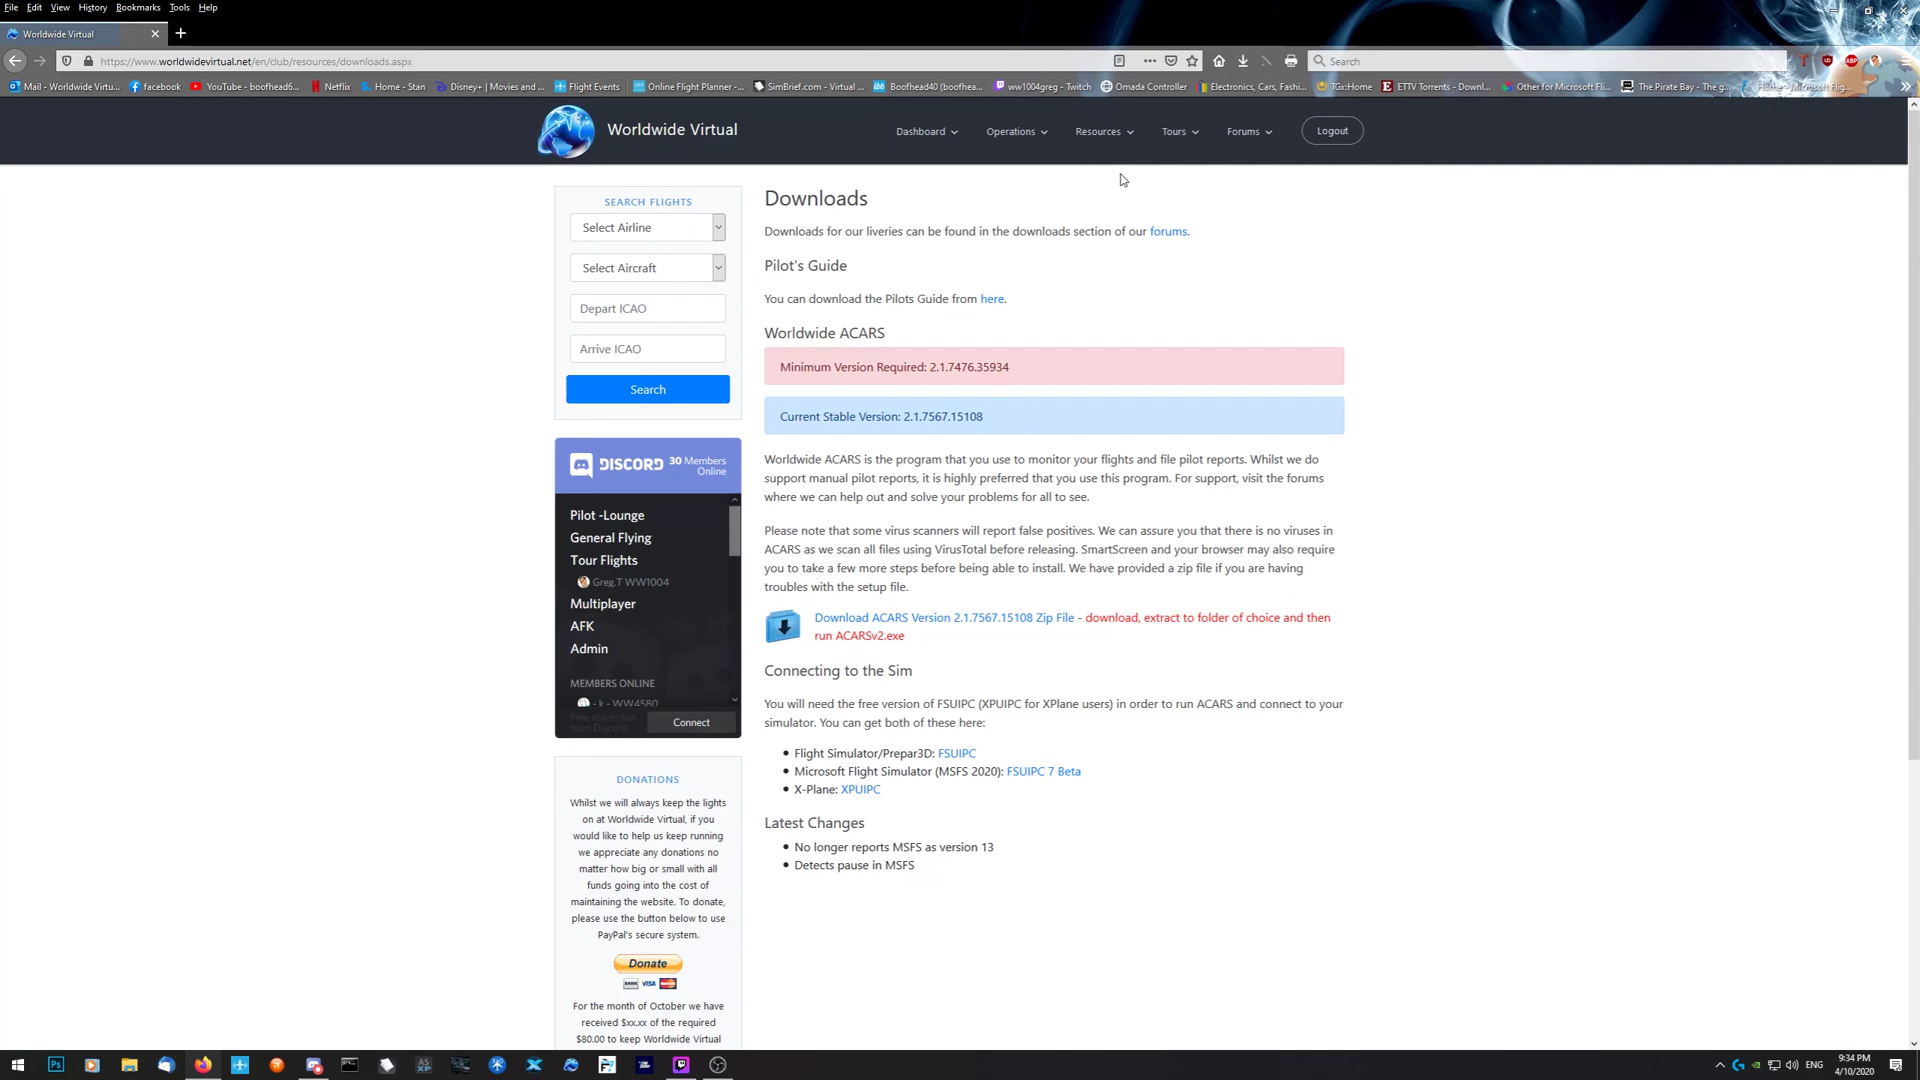 File Edit View History Bookmarks Tools Help
Worldwide Virtual
https://www.worldwidevirtual.net/en/club/resources/downloads.aspx
Search
Mail - Worldwide Virtu... facebook YouTube - boofhead6... Netflix Home - Stan Disney+ | Movies and ... Flight Events Online Flight Planner -... SimBrief.com - Virtual ... Boofhead40 (boofhea... ww1004greg - Twitch Omada Controller Electronics, Cars, Fashi... TGx:Home ETTV Torrents - Downl... Other for Microsoft Fli... The Pirate Bay - The g... Home - Microsoft Flig...
Worldwide Virtual
Dashboard Operations Resources Tours Forums Logout
SEARCH FLIGHTS
Select Airline
Select Aircraft
Depart ICAO
Arrive ICAO
Search
DISCORD 30 Members
Online
Pilot -Lounge
General Flying
Tour Flights
Greg.T WW1004
Multiplayer
AFK
Admin
MEMBERS ONLINE
- k - WW4580
Free voice chat
from Discord
Connect
DONATIONS
Whilst we will always keep the lights
on at Worldwide Virtual, if you
would like to help us keep running
we appreciate any donations no
matter how big or small with all
funds going into the cost of
maintaining the website. To donate,
please use the button below to use
PayPal's secure system.
Donate
BANK VISA
For the month of October we have
received $xx.xx of the required
$80.00 to keep Worldwide Virtual
Downloads
Downloads for our liveries can be found in the downloads section of our forums.
Pilot's Guide
You can download the Pilots Guide from here.
Worldwide ACARS
Minimum Version Required: 2.1.7476.35934
Current Stable Version: 2.1.7567.15108
Worldwide ACARS is the program that you use to monitor your flights and file pilot reports. Whilst we do
support manual pilot reports, it is highly preferred that you use this program. For support, visit the forums
where we can help out and solve your problems for all to see.
Please note that some virus scanners will report false positives. We can assure you that there is no viruses in
ACARS as we scan all files using VirusTotal before releasing. SmartScreen and your browser may also require
you to take a few more steps before being able to install. We have provided a zip file if you are having
troubles with the setup file.
Download ACARS Version 2.1.7567.15108 Zip File - download, extract to folder of choice and then
run ACARSv2.exe
Connecting to the Sim
You will need the free version of FSUIPC (XPUIPC for XPlane users) in order to run ACARS and connect to your
simulator. You can get both of these here:
Flight Simulator/Prepar3D: FSUIPC
Microsoft Flight Simulator (MSFS 2020): FSUIPC 7 Beta
X-Plane: XPUIPC
Latest Changes
No longer reports MSFS as version 13
Detects pause in MSFS
Ps
AS
XP
ENG
9:34 PM
4/10/2020